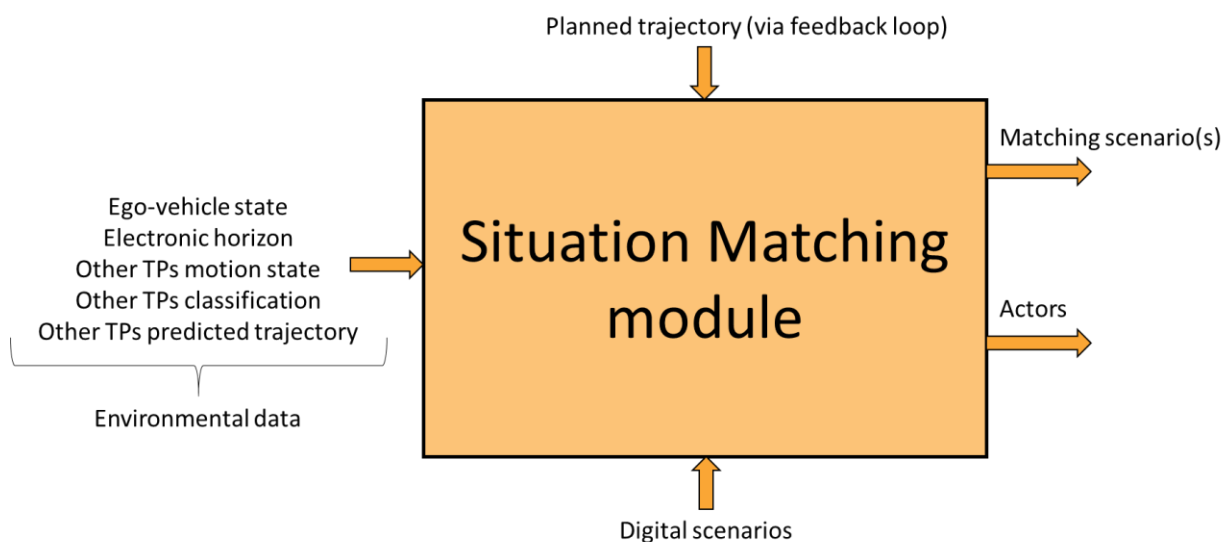 Planned trajectory (via feedback loop)
Matching scenario(s)
Ego-vehicle state
Electronic horizon
Other TPs motion state
Other TPs classification
Other TPs predicted trajectory
Environmental data
Situation Matching
module
Actors
Digital scenarios